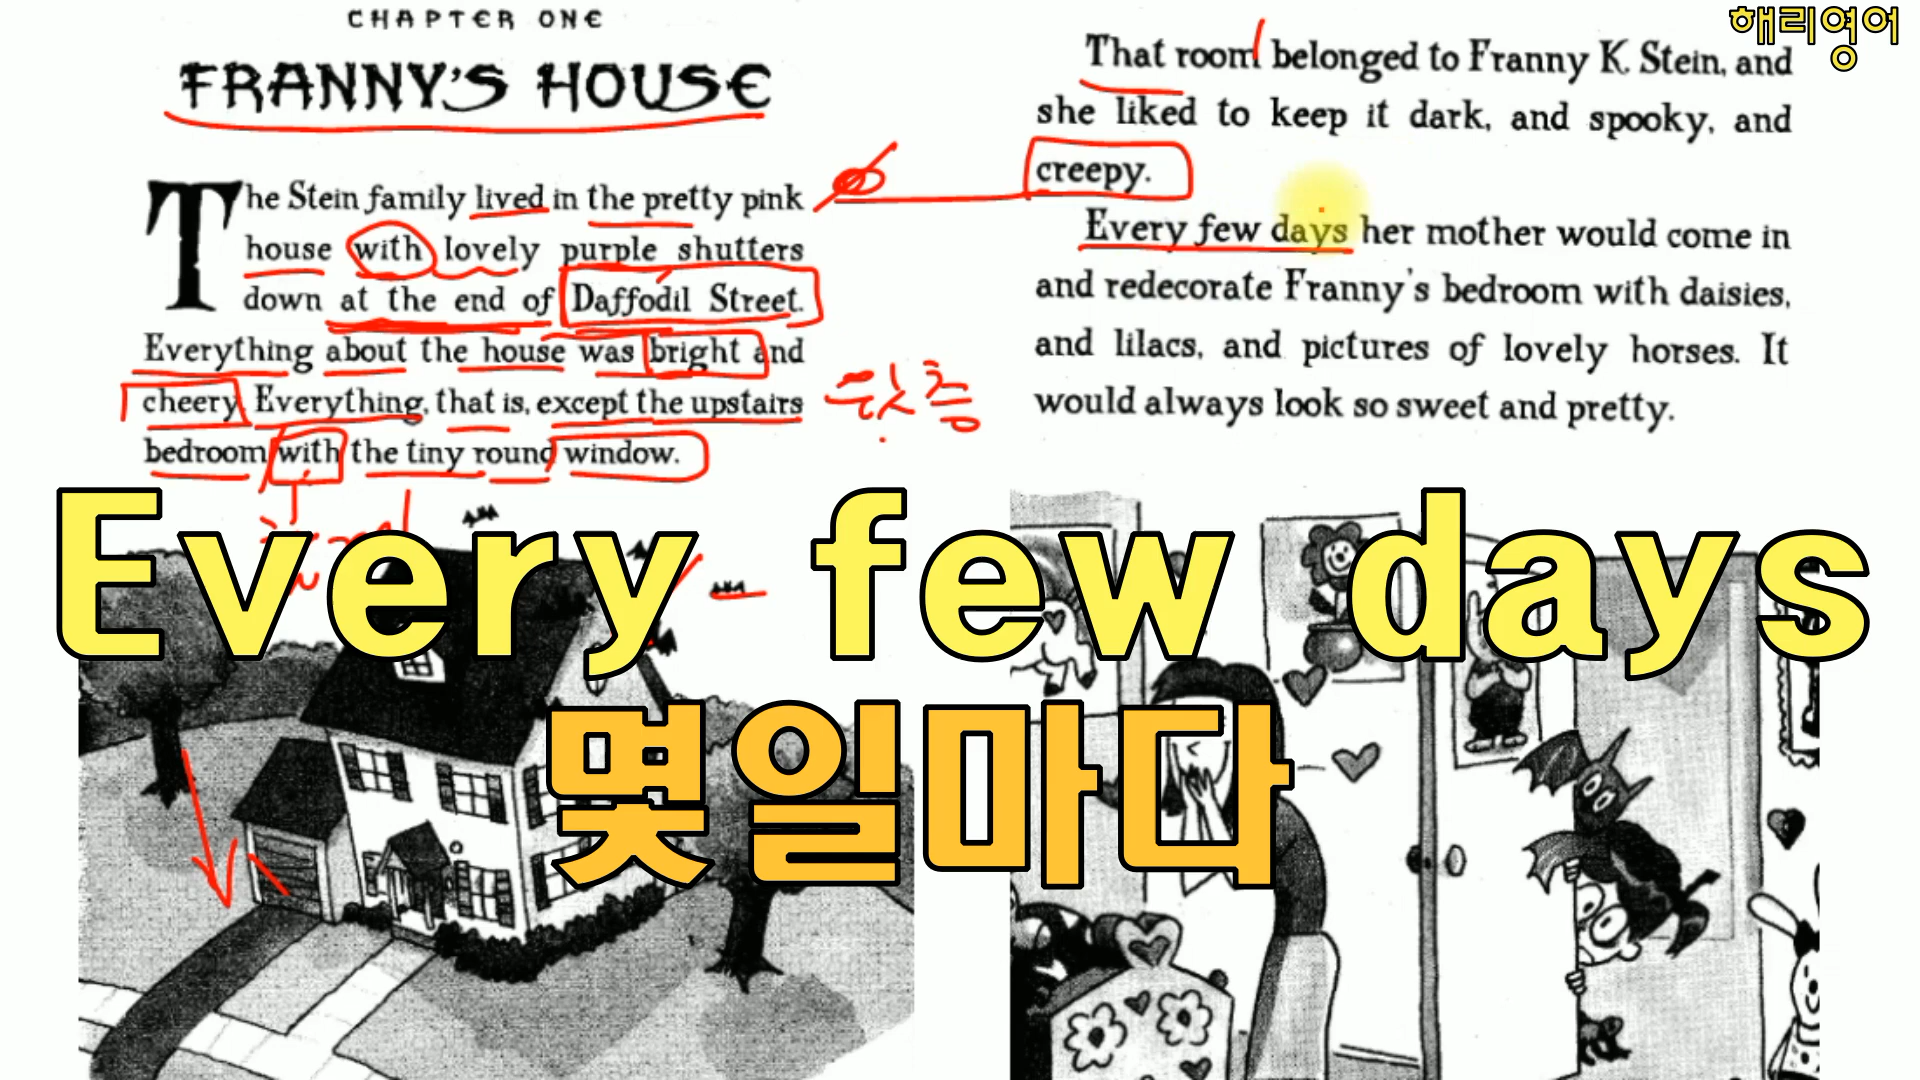 CHAPTER ONE
FRANNY'S HOUSE
The Stein family lived in the pretty pink
house with lovely purple shutters
down at the end of Daffodil Street.
Everything about the house was bright and
cheery. Everything, that is, except the upstairs
bedroom with the tiny round window.
해리영어
That room belonged to Franny K. Stein, and
she liked to keep it dark, and spooky, and
creepy.
Every few days her mother would come in
and redecorate Franny's bedroom with daisies,
and lilacs, and pictures of lovely horses. It
would always look so sweet and pretty.
Every few days
몇일마다